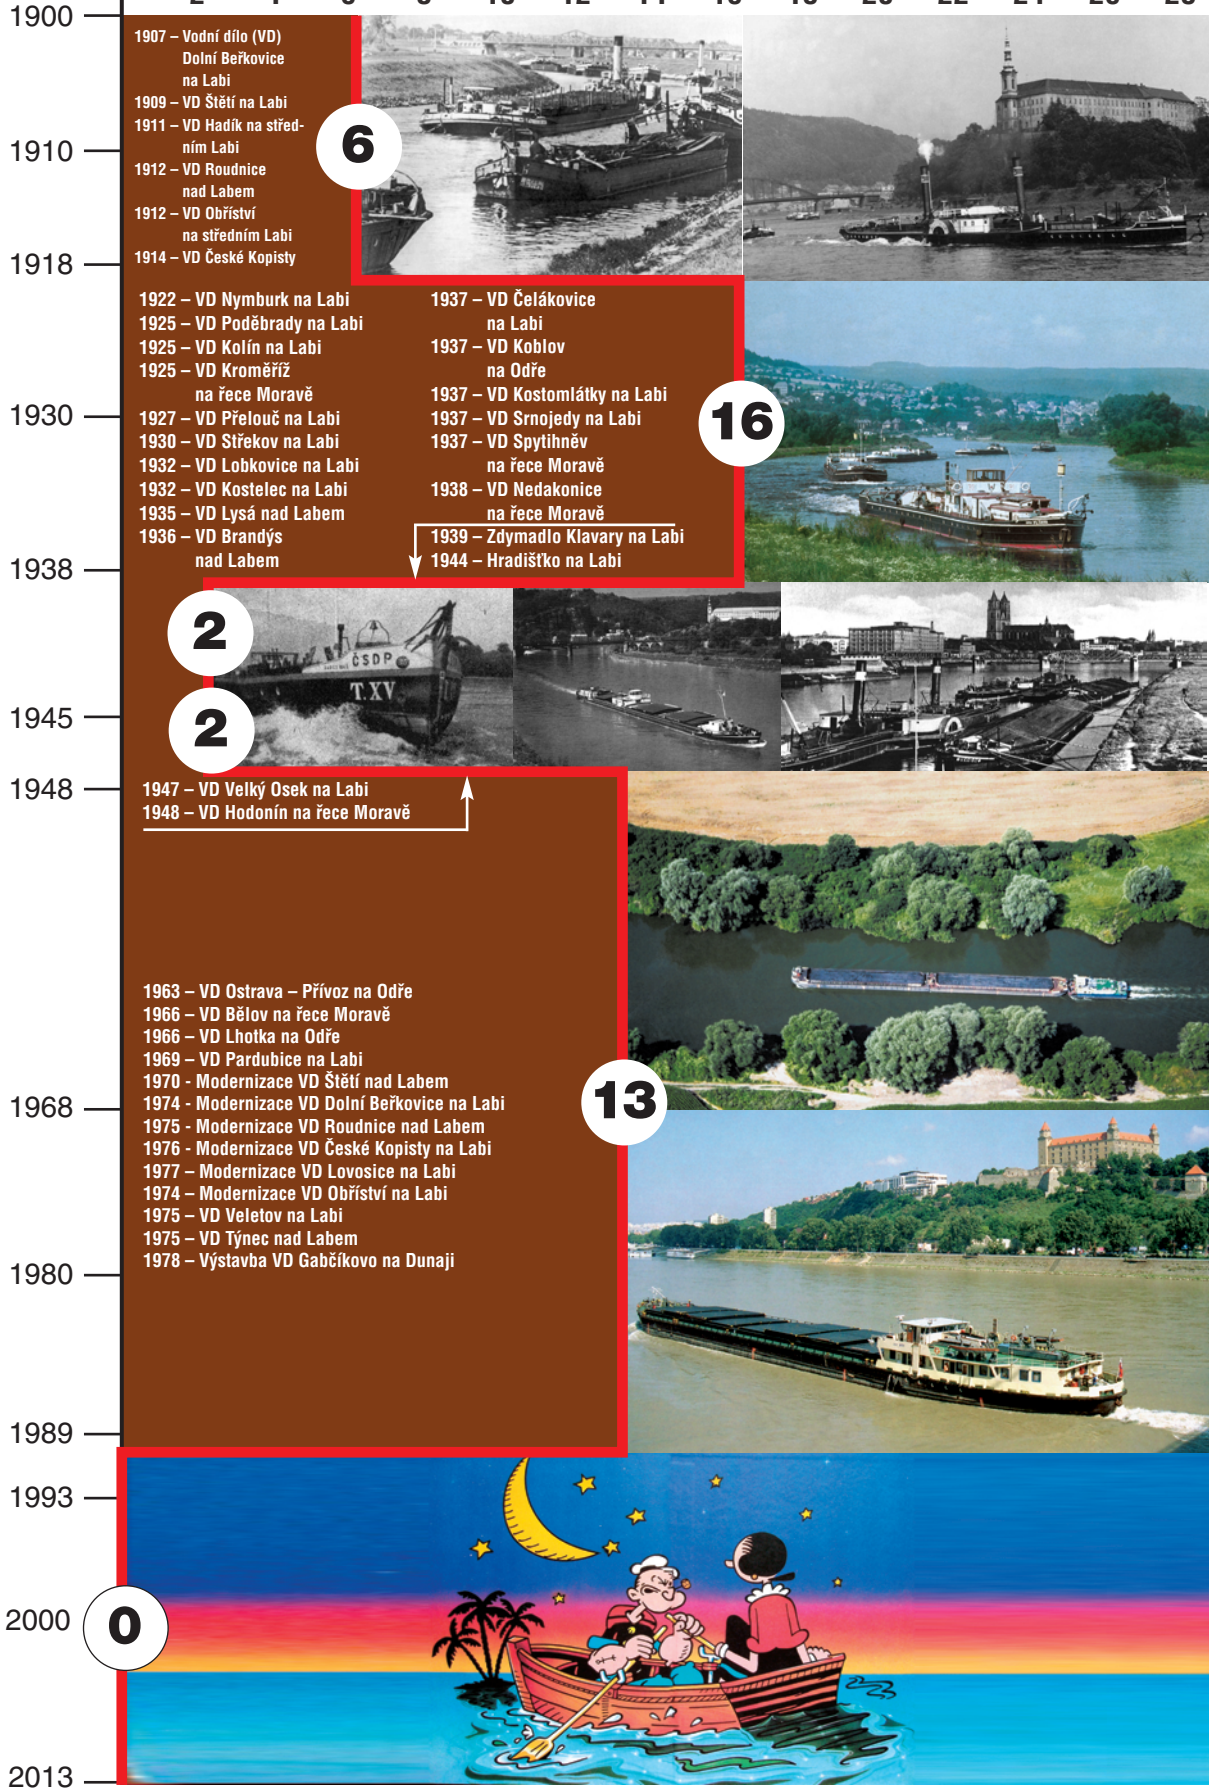 1900
1907 – Vodní dílo (VD)
Dolní Beřkovice
na Labi
1909 – VD Štětí na Labi
1911 – VD Hadík na střed-
ním Labi
1912 – VD Roudnice
nad Labem
1912 – VD Obříství
na středním Labi
1914 – VD České Kopisty
6
1910
1918
1922 – VD Nymburk na Labi
1925 – VD Poděbrady na Labi
1925 – VD Kolín na Labi
1925 – VD Kroměříž
na řece Moravě
1927 – VD Přelouč na Labi
1930 – VD Střekov na Labi
1932 – VD Lobkovice na Labi
1932 – VD Kostelec na Labi
1935 – VD Lysá nad Labem
1936 – VD Brandýs
nad Labem
1937 – VD Čelákovice
na Labi
1937 – VD Koblov
na Odře
1937 – VD Kostomlátky na Labi
1937 – VD Srnojedy na Labi
1937 – VD Spytihněv
na řece Moravě
1938 – VD Nedakonice
na řece Moravě
1939 – Zdymadlo Klavary na Labi
1944 – Hradišťko na Labi
16
1930
1938
2
ČSDP
T.XV
2
1945
1948
1947 – VD Velký Osek na Labi
1948 – VD Hodonín na řece Moravě
1963 – VD Ostrava – Přívoz na Odře
1966 – VD Bělov na řece Moravě
1966 – VD Lhotka na Odře
1969 – VD Pardubice na Labi
1970 - Modernizace VD Štětí nad Labem
1974 - Modernizace VD Dolní Beřkovice na Labi
1975 - Modernizace VD Roudnice nad Labem
1976 - Modernizace VD České Kopisty na Labi
1977 – Modernizace VD Lovosice na Labi
1974 – Modernizace VD Obříství na Labi
1975 – VD Veletov na Labi
1975 – VD Týnec nad Labem
1978 – Výstavba VD Gabčíkovo na Dunaji
13
1968
1980
1989
1993
2000
0
2013